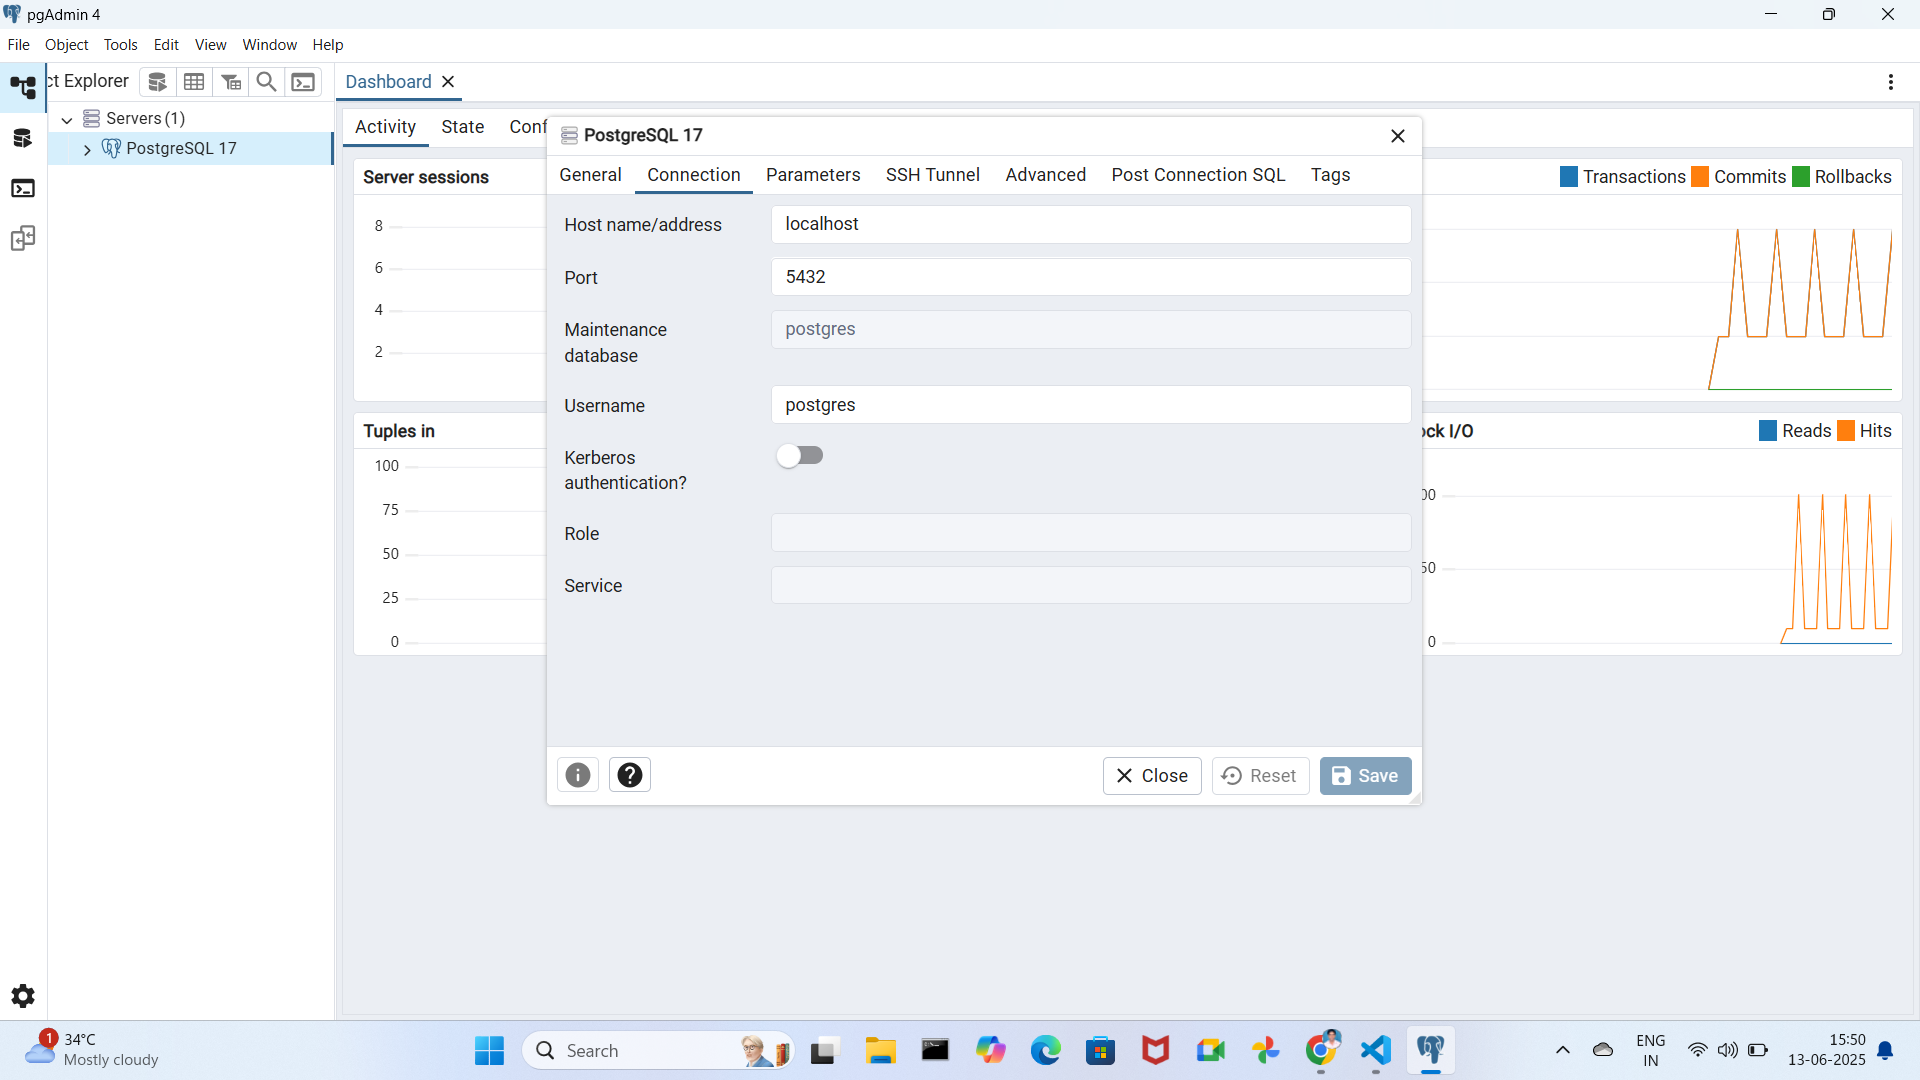 pgAdmin 4
File Object Tools Edit View Window Help
ct Explorer
Dashboard
Servers (1)
PostgreSQL 17
Activity State Conf
PostgreSQL 17
General Connection Parameters SSH Tunnel Advanced Post Connection SQL Tags
Server sessions
Transactions Commits Rollbacks
8
6
4
2
Host name/address
localhost
Port
5432
Maintenance
database
postgres
Username
postgres
Kerberos
authentication?
Role
Service
Tuples in
100
75
50
25
0
ock I/O
Reads Hits
00
50
0
Close
Reset
Save
1
34°C
Mostly cloudy
Search
ENG
IN
15:50
13-06-2025